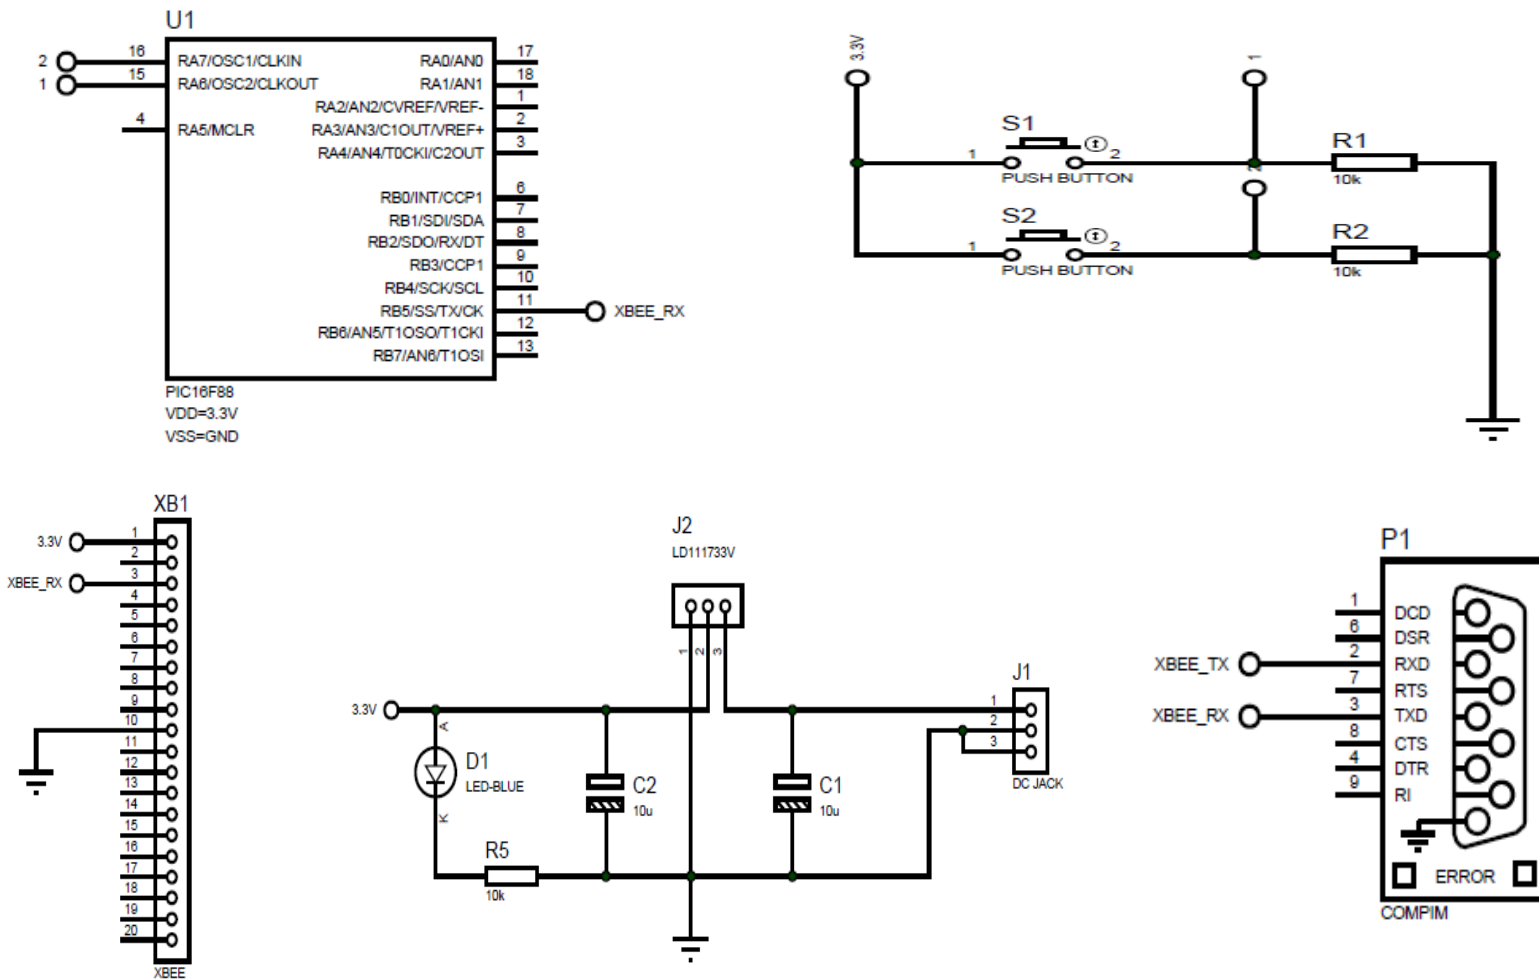 U1
2
16
RA7/OSC1/CLKIN
RA0/AN0
17
1
15
RA6/OSC2/CLKOUT
RA1/AN1
18
RA2/AN2/CVREF/VREF-
1
4
RA5/MCLR
RA3/AN3/C1OUT/VREF+
2
RA4/AN4/T0CKI/C2OUT
3
RB0/INT/CCP1
6
RB1/SDI/SDA
7
RB2/SDO/RX/DT
8
RB3/CCP1
9
RB4/SCK/SCL
10
RB5/SS/TX/CK
11
XBEE_RX
RB6/AN5/T1OSO/T1CKI
12
RB7/AN6/T1OSI
13
PIC16F88
VDD=3.3V
VSS=GND
3.3V
1
S1
1
2
PUSH BUTTON
R1
10k
2
S2
1
2
PUSH BUTTON
R2
10k
XB1
3.3V
1
2
XBEE_RX
3
4
5
6
7
8
9
10
11
12
13
14
15
16
17
18
19
20
XBEE
J2
LD111733V
1
2
3
3.3V
A
D1
LED-BLUE
K
R5
10k
C2
10u
C1
10u
J1
1
2
3
DC JACK
P1
1
DCD
6
DSR
XBEE_TX
2
RXD
7
RTS
XBEE_RX
3
TXD
8
CTS
4
DTR
9
RI
ERROR
COMPIM